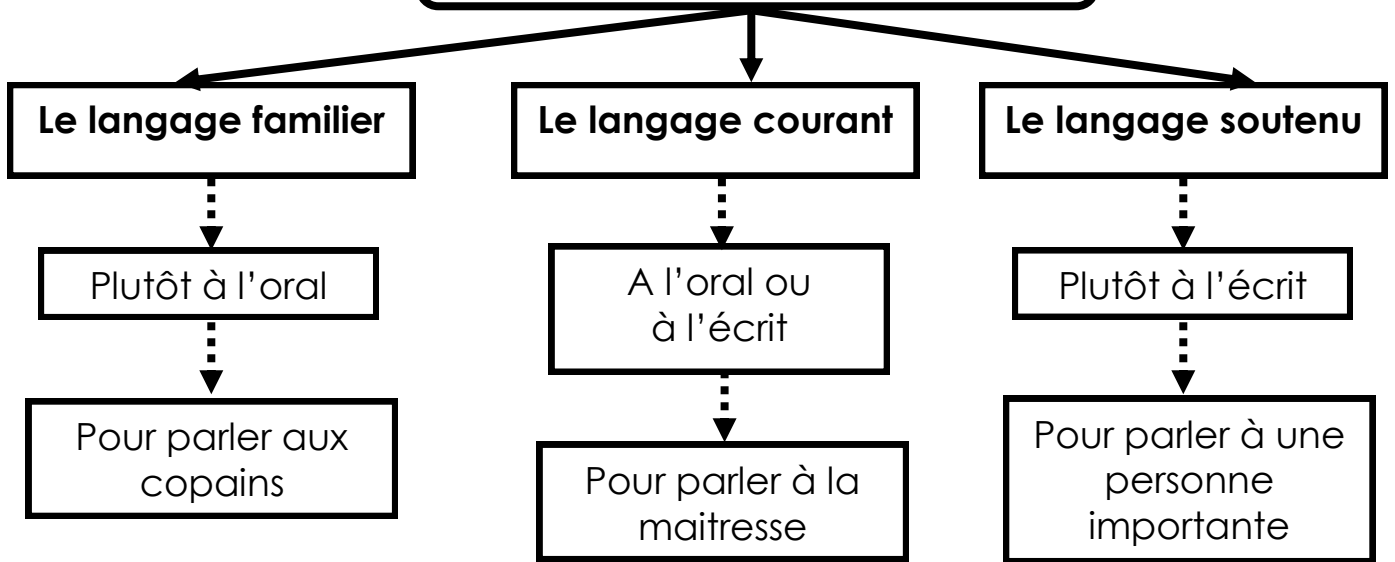 Le langage familier
Le langage courant
Le langage soutenu
Plutôt à l’oral
A l’oral ou
à l’écrit
Plutôt à l’écrit
Pour parler aux
copains
Pour parler à la
maitresse
Pour parler à une
personne
importante